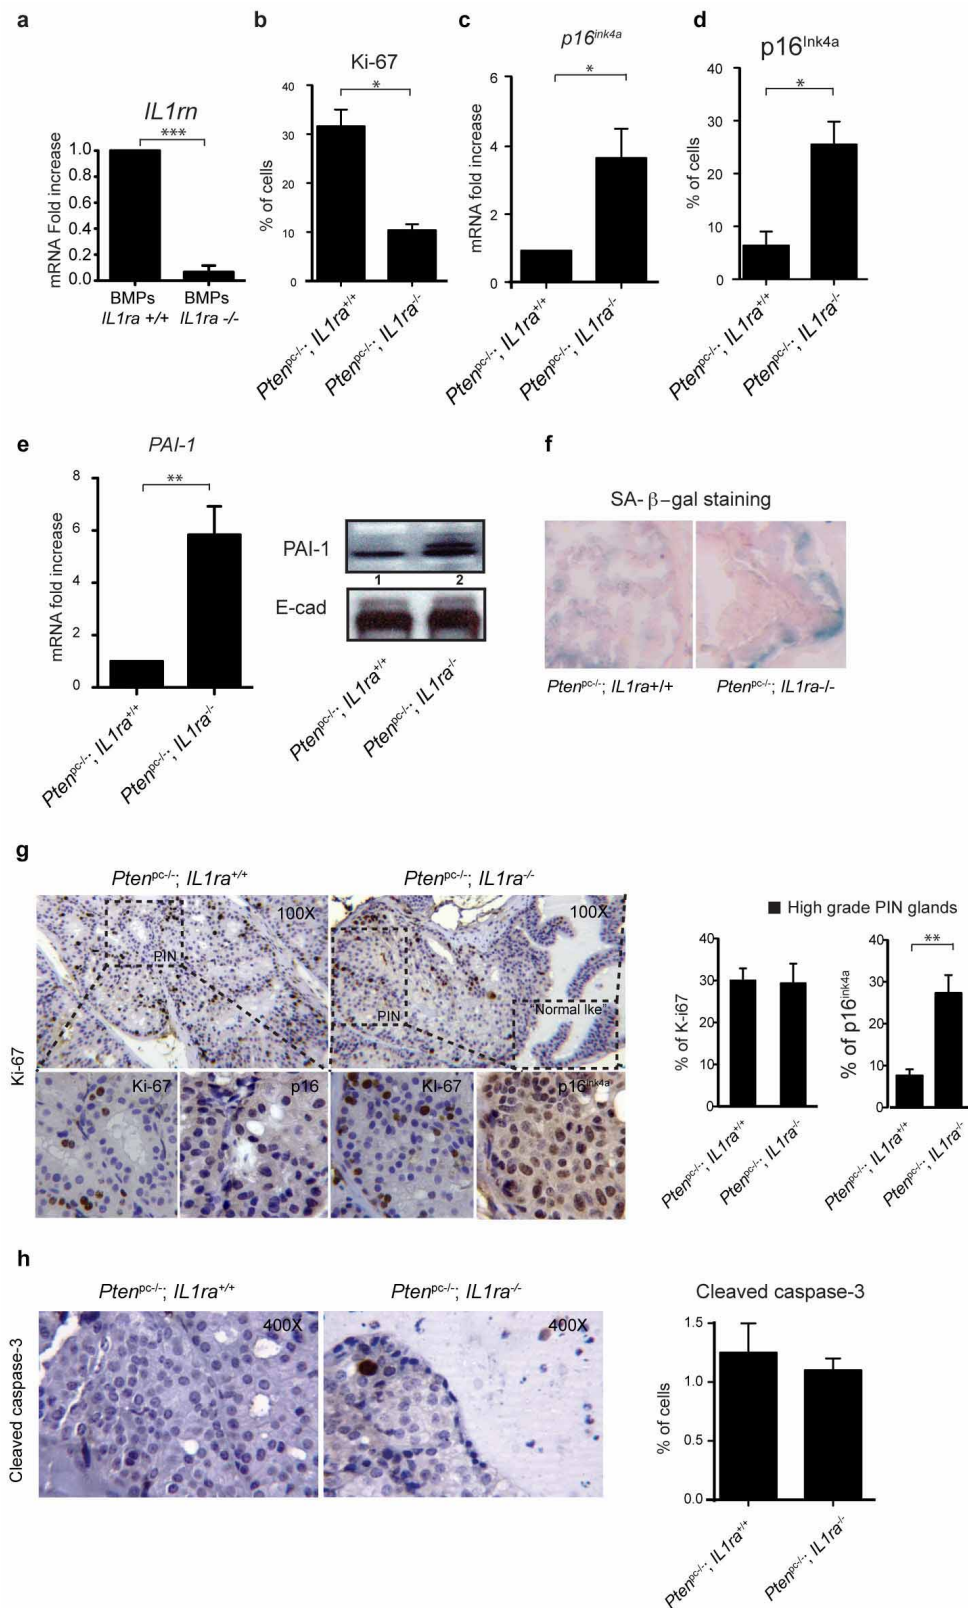 a
IL1rn
***
mRNA Fold increase
1.0
0.8
0.6
0.4
0.2
0
BMPs
IL1ra +/+
BMPs
IL1ra -/-
b
Ki-67
*
% of cells
40
30
20
10
0
Pten^pc-/-; IL1ra^+/+
Pten^pc-/-; IL1ra^-/-
c
p16^ink4a
*
mRNA fold increase
6
4
2
0
Pten^pc-/-; IL1ra^+/+
Pten^pc-/-; IL1ra^-/-
d
p16^Ink4a
*
% of cells
40
30
20
10
0
Pten^pc-/-; IL1ra^+/+
Pten^pc-/-; IL1ra^-/-
e
PAI-1
**
mRNA fold increase
8
6
4
2
0
Pten^pc-/-; IL1ra^+/+
Pten^pc-/-; IL1ra^-/-
PAI-1
1 2
E-cad
Pten^pc-/-; IL1ra^+/+
Pten^pc-/-; IL1ra^-/-
f
SA- β–gal staining
Pten^pc-/-; IL1ra+/+
Pten^pc-/-; IL1ra-/-
g
Pten^pc-/-; IL1ra^+/+
Pten^pc-/-; IL1ra^-/-
Ki-67
100X
PIN
100X
PIN
"Normal lke"
Ki-67
p16
KI-67
p16^ink4a
■ High grade PIN glands
% of K-i67
40
30
20
10
0
Pten^pc-/-; IL1ra^+/+
Pten^pc-/-; IL1ra^-/-
**
% of p16^ink4a
40
30
20
10
0
Pten^pc-/-; IL1ra^+/+
Pten^pc-/-; IL1ra^-/-
h
Pten^pc-/-; IL1ra^+/+
Pten^pc-/-; IL1ra^-/-
Cleaved caspase-3
400X
400X
Cleaved caspase-3
% of cells
1.5
1.0
0.5
0.0
Pten^pc-/-; IL1ra^+/+
Pten^pc-/-; IL1ra^-/-